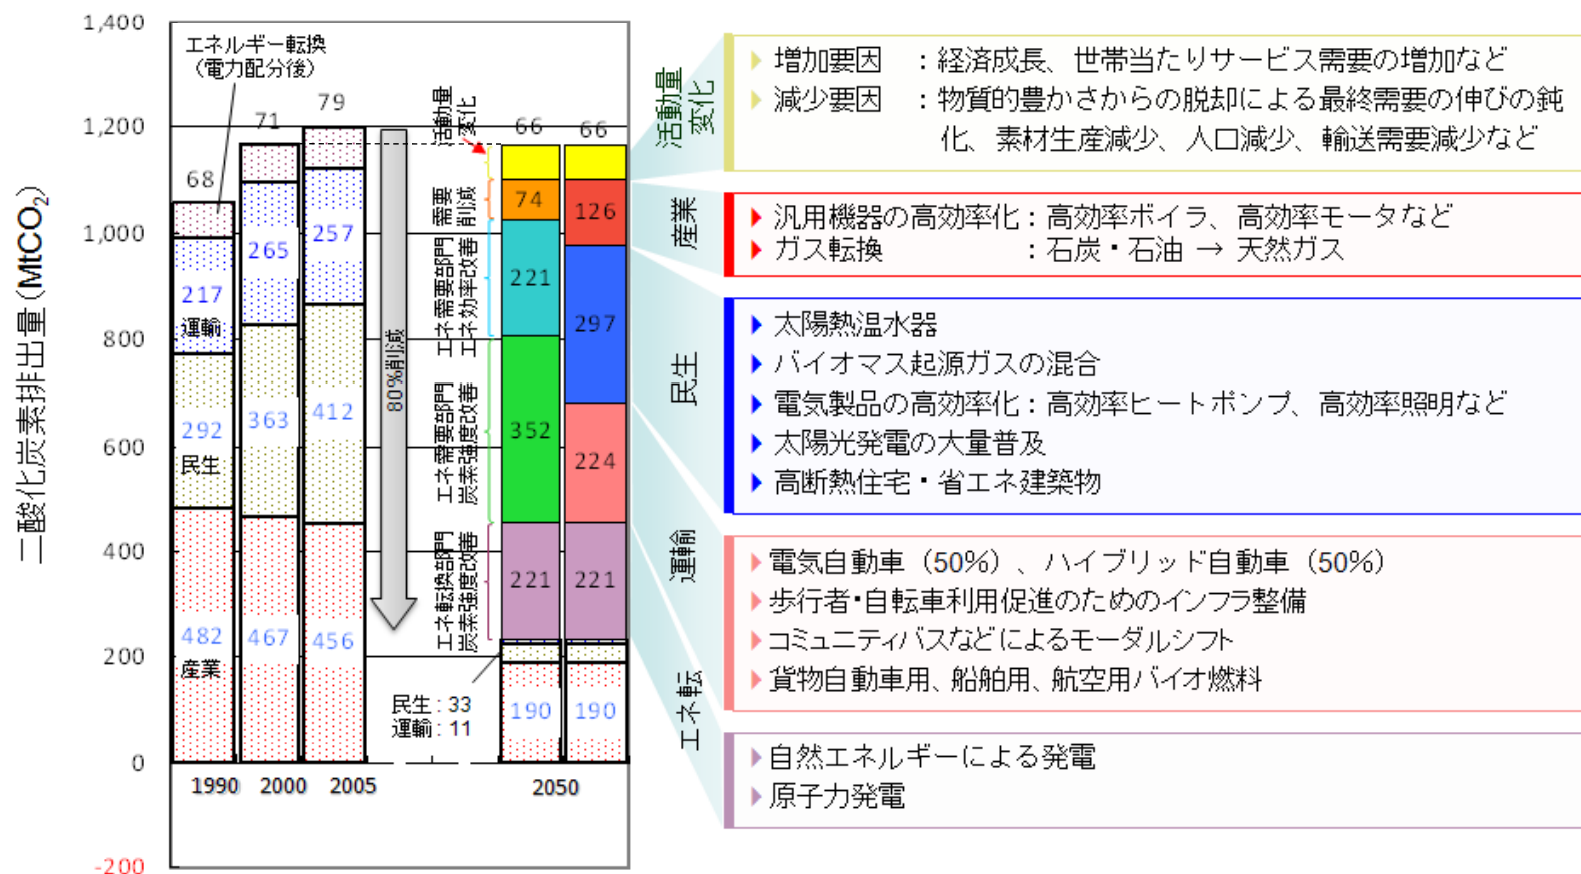 二酸化炭素排出量(MtCO2)
1,400
1,200
1,000
800
600
400
200
0
-200
エネルギー転換
(電力配分後)
68
217
運輸
292
民生
482
産業
1990
71
265
363
467
2000
79
257
412
456
2005
80%削減
活動量
変化
需要
削減
エネ需要部門
エネ効率改善
エネ需要部門
炭素強度改善
エネ転換部門
炭素強度改善
民生:33
運輸:11
66
74
221
352
221
190
66
126
297
224
221
190
2050
活動量
変化
増加要因 :経済成長、世帯当たりサービス需要の増加など
減少要因 :物質的豊かさからの脱却による最終需要の伸びの鈍
化、素材生産減少、人口減少、輸送需要減少など
産業
汎用機器の高効率化:高効率ボイラ、高効率モータなど
ガス転換 :石炭・石油 → 天然ガス
民生
太陽熱温水器
バイオマス起源ガスの混合
電気製品の高効率化:高効率ヒートポンプ、高効率照明など
太陽光発電の大量普及
高断熱住宅・省エネ建築物
運輸
電気自動車(50%)、ハイブリッド自動車(50%)
歩行者・自転車利用促進のためのインフラ整備
コミュニティバスなどによるモーダルシフト
貨物自動車用、船舶用、航空用バイオ燃料
エネ転
自然エネルギーによる発電
原子力発電